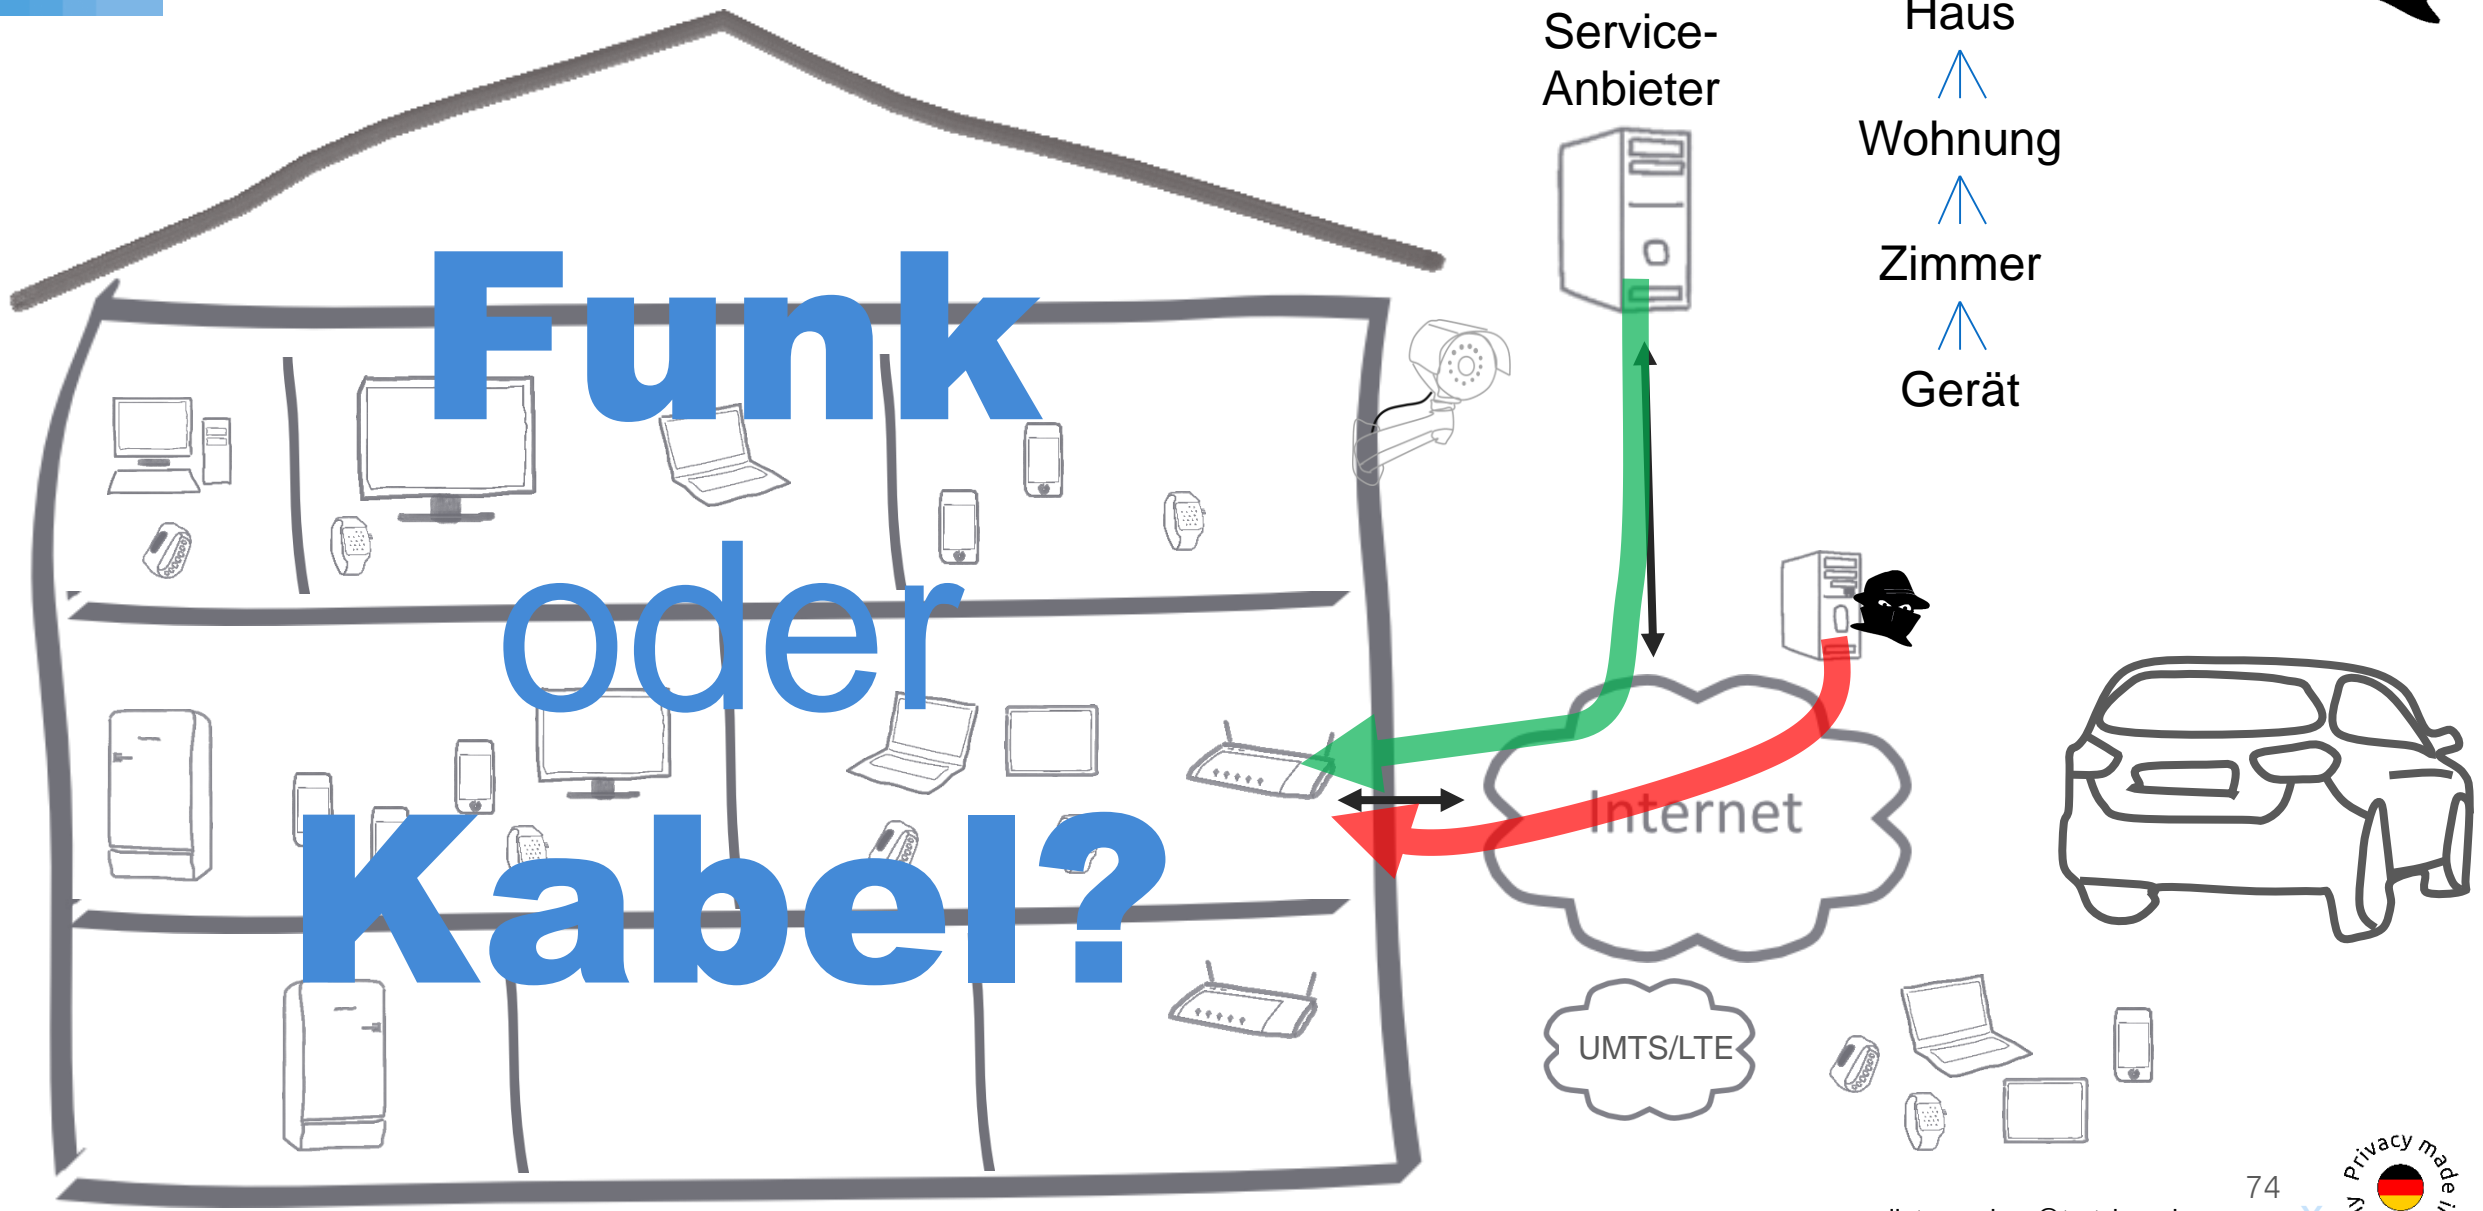 Service-
Anbieter
Haus
Wohnung
Zimmer
Gerät
Funk
oder
Kabel?
Internet
UMTS/LTE
74
Privacy made